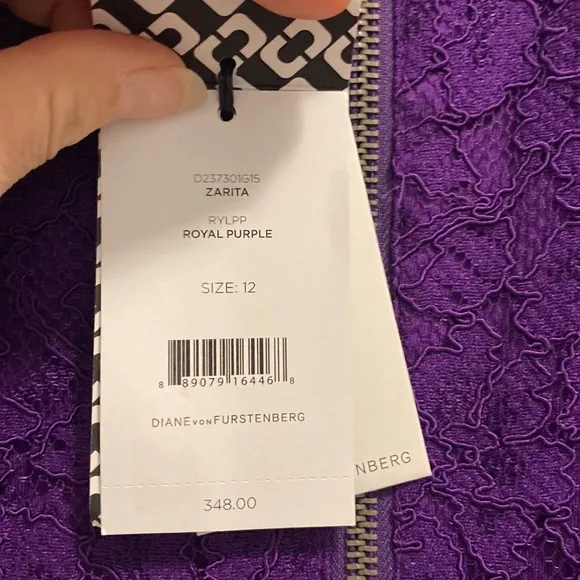 D237301G15
ZARITA
RYLPP
ROYAL PURPLE
SIZE: 12
8 89079 16446 8
DIANE VON FURSTENBERG
NBERG
348.00